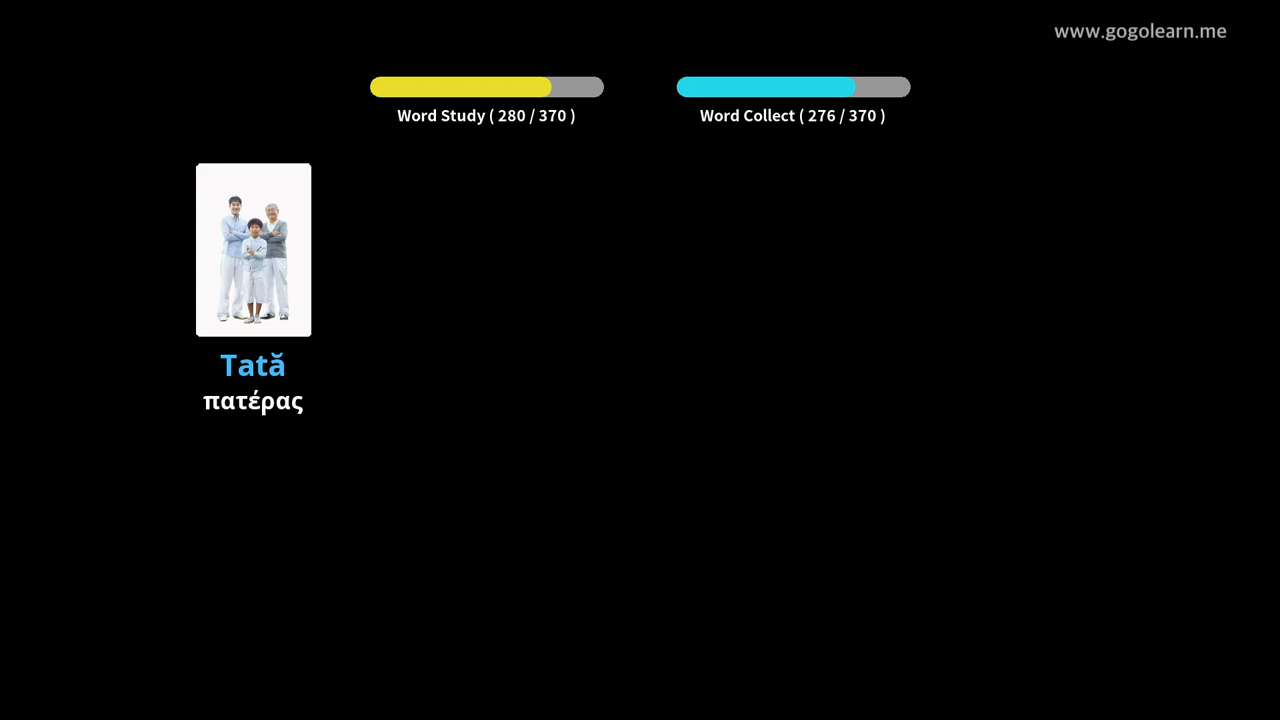 www.gogolearn.me
Word Study ( 280 / 370 )
Word Collect ( 276 / 370 )
Tată
πατέρας